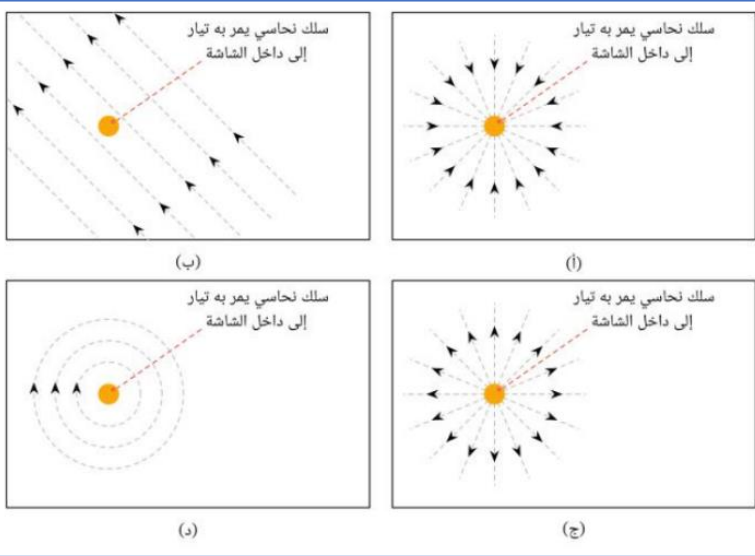 سلك نحاسي يمر به تيار
إلى داخل الشاشة
(أ)
سلك نحاسي يمر به تيار
إلى داخل الشاشة
(ب)
سلك نحاسي يمر به تيار
إلى داخل الشاشة
(ج)
سلك نحاسي يمر به تيار
إلى داخل الشاشة
(د)